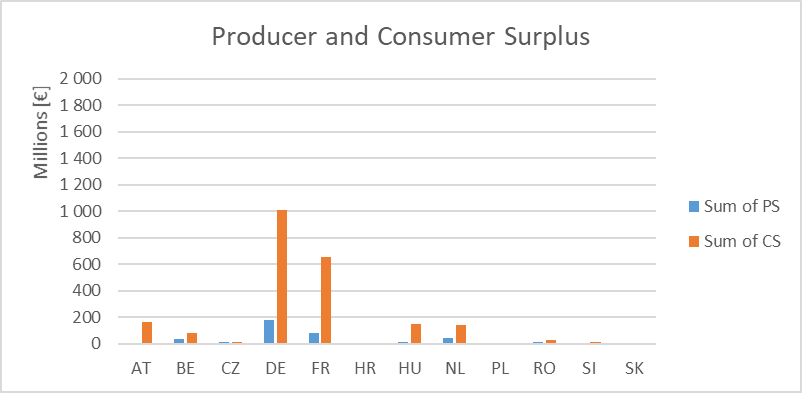 Producer and Consumer Surplus
Millions [€]
2 000
1 800
1 600
1 400
1 200
1 000
800
600
400
200
0
AT BE CZ DE FR HR HU NL PL RO SI SK
Sum of PS
Sum of CS